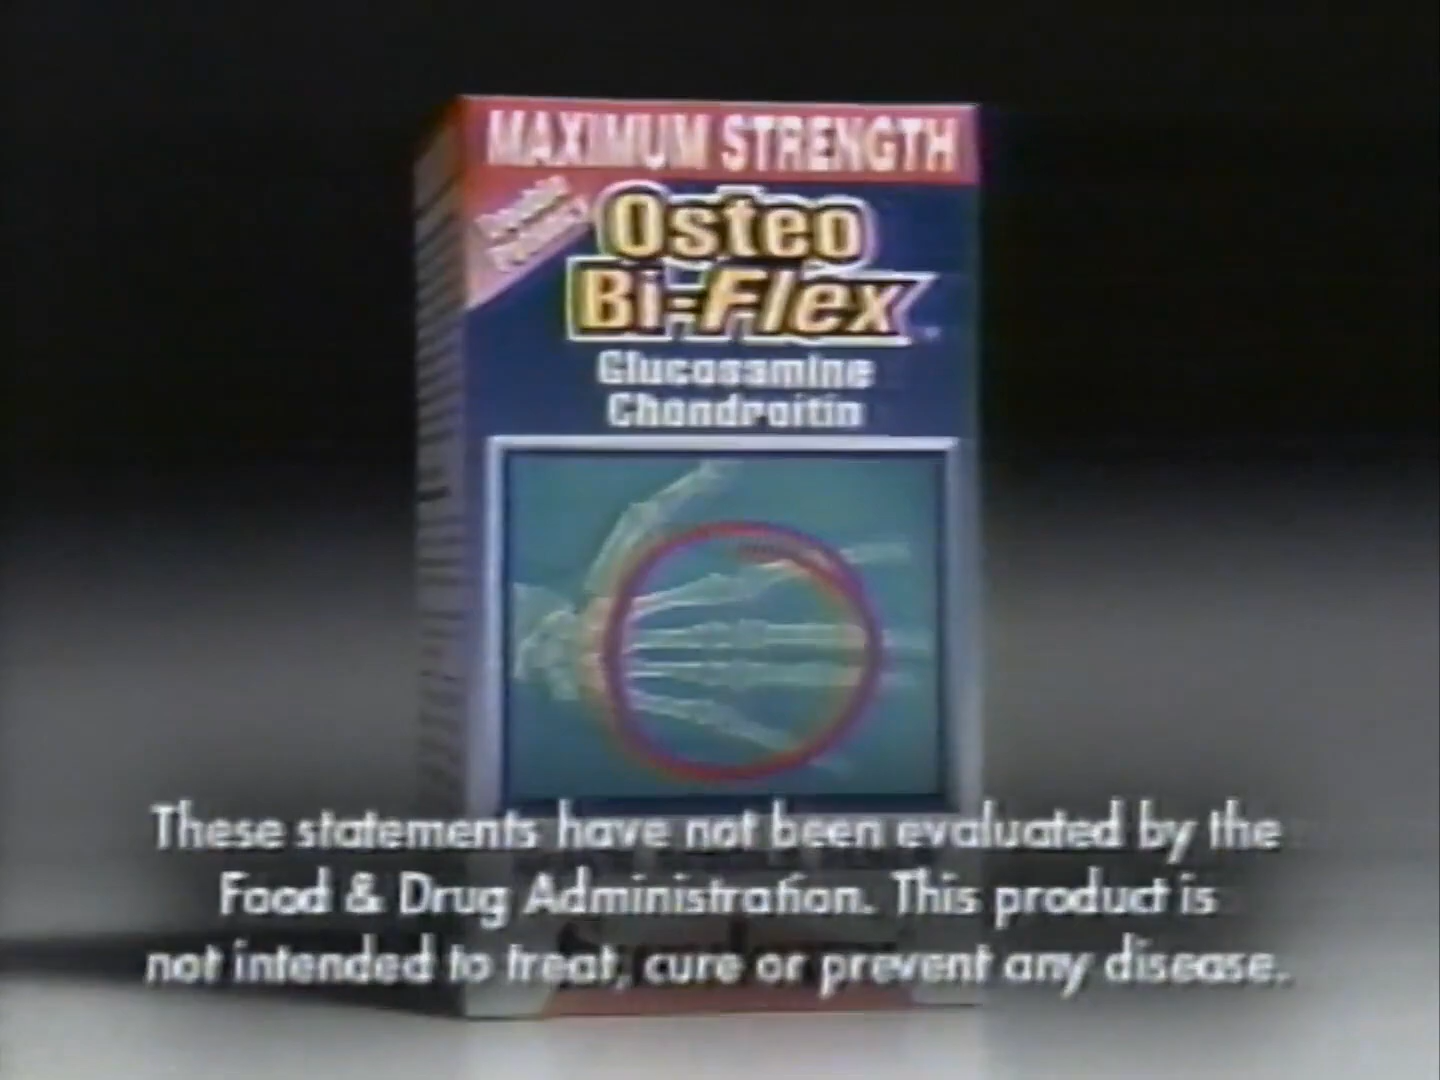 MAXIMUM STRENGTH
Osteo
Bi-Flex
Glucosamine
Chondroitin
These statements have not been evaluated by the
Food & Drug Administration. This product is
not intended to treat, cure or prevent any disease.